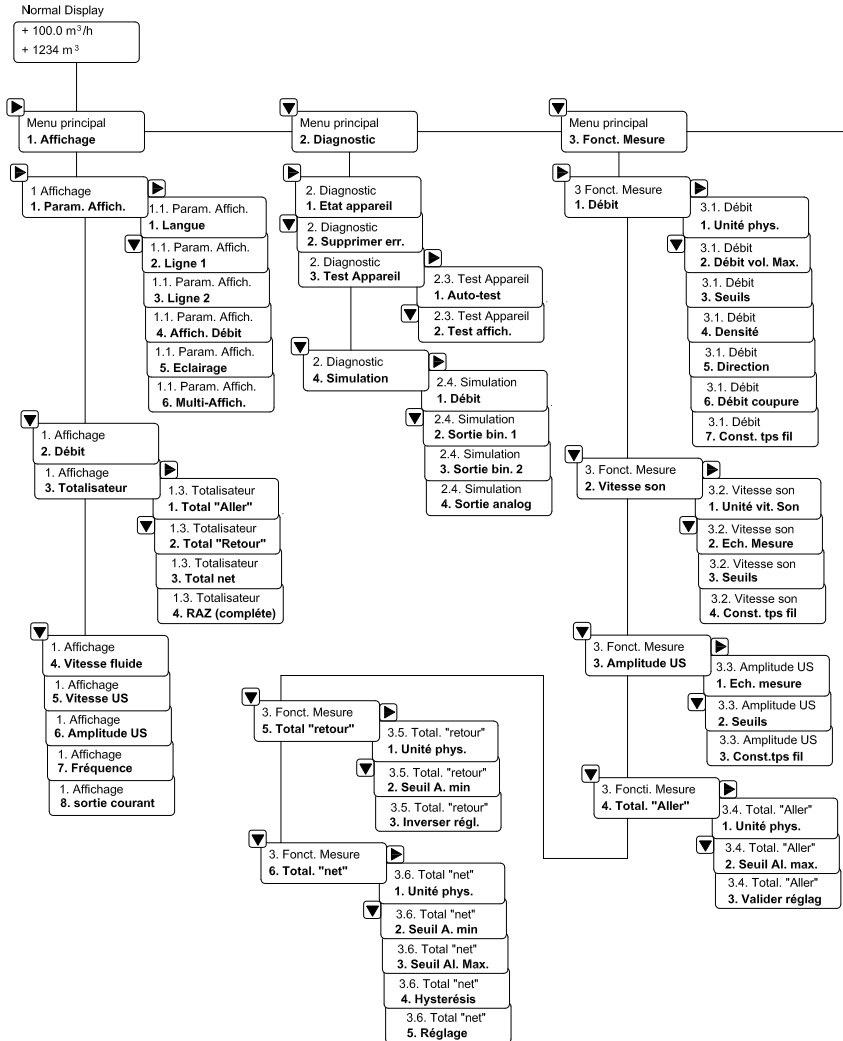 Normal Display
+ 100.0 m³/h
+ 1234 m³
Menu principal
1. Affichage
1 Affichage
1. Param. Affich.
1.1. Param. Affich.
1. Langue
1.1. Param. Affich.
2. Ligne 1
1.1. Param. Affich.
3. Ligne 2
1.1. Param. Affich.
4. Affich. Débit
1.1. Param. Affich.
5. Eclairage
1.1. Param. Affich.
6. Multi-Affich.
1. Affichage
2. Débit
1. Affichage
3. Totalisateur
1.3. Totalisateur
1. Total "Aller"
1.3. Totalisateur
2. Total "Retour"
1.3. Totalisateur
3. Total net
1.3. Totalisateur
4. RAZ (compléte)
1. Affichage
4. Vitesse fluide
1. Affichage
5. Vitesse US
1. Affichage
6. Amplitude US
1. Affichage
7. Fréquence
1. Affichage
8. sortie courant
Menu principal
2. Diagnostic
2. Diagnostic
1. Etat appareil
2. Diagnostic
2. Supprimer err.
2. Diagnostic
3. Test Appareil
2.3. Test Appareil
1. Auto-test
2.3. Test Appareil
2. Test affich.
2. Diagnostic
4. Simulation
2.4. Simulation
1. Débit
2.4. Simulation
2. Sortie bin. 1
2.4. Simulation
3. Sortie bin. 2
2.4. Simulation
4. Sortie analog
Menu principal
3. Fonct. Mesure
3 Fonct. Mesure
1. Débit
3.1. Débit
1. Unité phys.
3.1. Débit
2. Débit vol. Max.
3.1. Débit
3. Seuils
3.1. Débit
4. Densité
3.1. Débit
5. Direction
3.1. Débit
6. Débit coupure
3.1. Débit
7. Const. tps fil
3. Fonct. Mesure
2. Vitesse son
3.2. Vitesse son
1. Unité vit. Son
3.2. Vitesse son
2. Ech. Mesure
3.2. Vitesse son
3. Seuils
3.2. Vitesse son
4. Const. tps fil
3. Fonct. Mesure
3. Amplitude US
3.3. Amplitude US
1. Ech. mesure
3.3. Amplitude US
2. Seuils
3.3. Amplitude US
3. Const.tps fil
3. Foncti. Mesure
4. Total. "Aller"
3.4. Total. "Aller"
1. Unité phys.
3.4. Total. "Aller"
2. Seuil Al. max.
3.4. Total. "Aller"
3. Valider réglag
3. Fonct. Mesure
5. Total "retour"
3.5. Total. "retour"
1. Unité phys.
3.5. Total. "retour"
2. Seuil A. min
3.5. Total. "retour"
3. Inverser régl.
3. Fonct. Mesure
6. Total. "net"
3.6. Total "net"
1. Unité phys.
3.6. Total "net"
2. Seuil A. min
3.6. Total "net"
3. Seuil Al. Max.
3.6. Total "net"
4. Hysterésis
3.6. Total "net"
5. Réglage